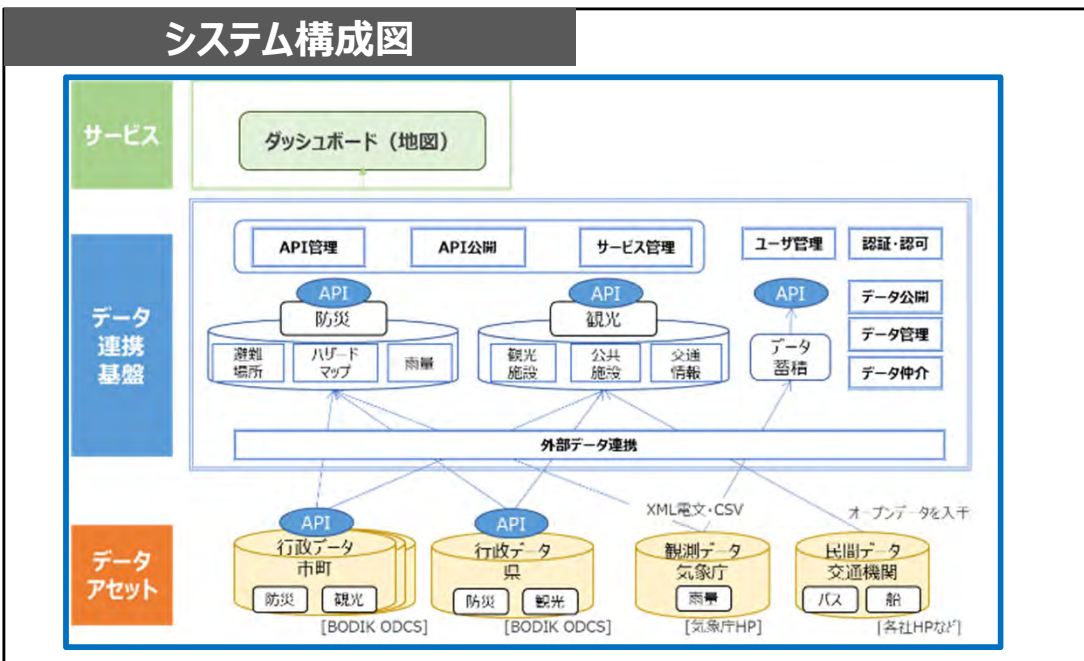 システム構成図
サービス
ダッシュボード（地図）
データ
連携
基盤
API管理
API公開
サービス管理
ユーザ管理
認証・認可
API
防災
避難
場所
ハザード
マップ
雨量
API
観光
観光
施設
公共
施設
交通
情報
API
データ
蓄積
データ公開
データ管理
データ仲介
外部データ連携
XML電文・CSV
オープンデータを入手
データ
アセット
API
行政データ
市町
防災
観光
[BODIK ODCS]
API
行政データ
県
防災
観光
[BODIK ODCS]
観測データ
気象庁
雨量
[気象庁HP]
民間データ
交通機関
バス
船
[各社HPなど]